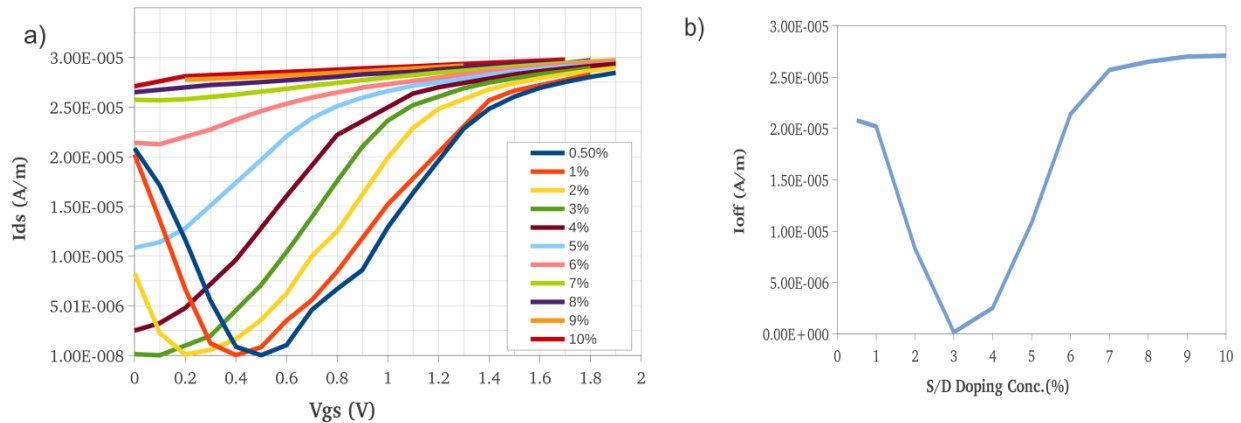 a)
3.00E-005
2.50E-005
2.00E-005
1.50E-005
1.00E-005
5.01E-006
1.00E-008
Ids (A/m)
0 0.2 0.4 0.6 0.8 1 1.2 1.4 1.6 1.8 2
Vgs (V)
0.50%
1%
2%
3%
4%
5%
6%
7%
8%
9%
10%
b)
3.00E-005
2.50E-005
2.00E-005
1.50E-005
1.00E-005
5.00E-006
0.00E+000
Ioff (A/m)
0 1 2 3 4 5 6 7 8 9 10
S/D Doping Conc.(%)